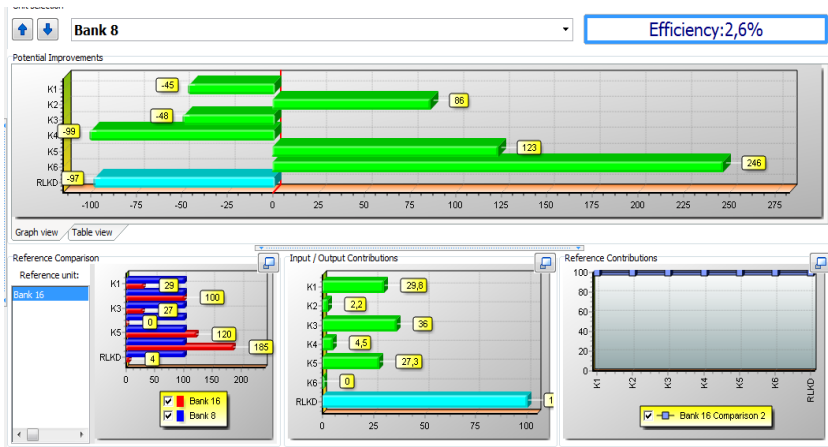 Unit Selection
Bank 8
Efficiency:2,6%
Potential Improvements
K1
-45
K2
86
K3
-48
K4
-99
K5
123
K6
246
RLKD
-97
-100 -75 -50 -25 0 25 50 75 100 125 150 175 200 225 250 275
Graph view Table view
Reference Comparison
Reference unit:
Bank 16
K1
29
100
K3
27
0
K5
120
185
RLKD
4
0 50 100 150 200
Bank 16
Bank 8
Input / Output Contributions
K1
29,8
K2
2,2
K3
36
K4
4,5
K5
27,3
K6
0
RLKD
1
0 25 50 75 100
Reference Contributions
100
80
60
40
20
0
K1 K2 K3 K4 K5 K6 RLKD
Bank 16 Comparison 2